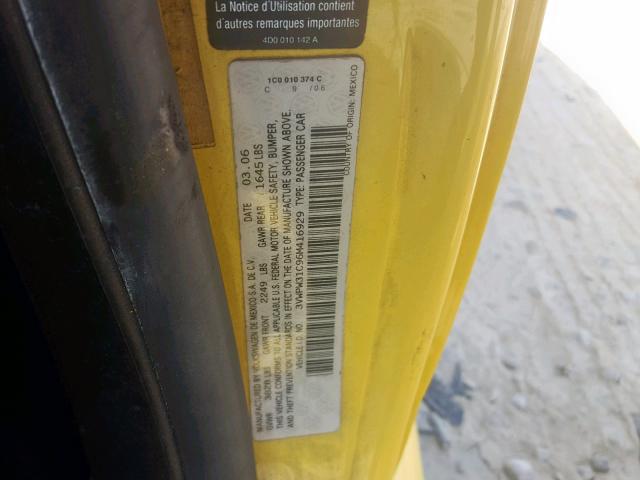 La Notice d'Utilisation contient
d'autres remarques importantes
4D0 010 142 A
1C0 010 374 C
C 9 /06
MANUFACTURED BY VOLKSWAGEN DE MEXICO S.A. DE C.V. DATE 03.06
GVWR LBS GAWR FRONT 2249 LBS GAWR REAR 1645 LBS
THIS VEHICLE CONFORMS TO ALL APPLICABLE U.S. FEDERAL MOTOR VEHICLE SAFETY, BUMPER,
AND THEFT PREVENTION STANDARDS IN EFFECT ON THE DATE OF MANUFACTURE SHOWN ABOVE.
VEHICLE I.D. NO. 3VWPW31C96M416929 TYPE: PASSENGER CAR
COUNTRY OF ORIGIN: MEXICO